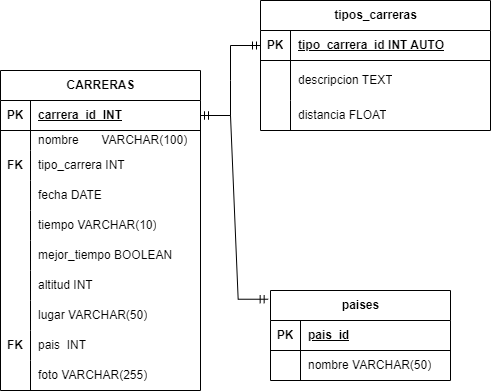 tipos_carreras
PK tipo_carrera_id INT AUTO
descripcion TEXT
distancia FLOAT
CARRERAS
PK carrera_id INT
nombre VARCHAR(100)
FK tipo_carrera INT
fecha DATE
tiempo VARCHAR(10)
mejor_tiempo BOOLEAN
altitud INT
lugar VARCHAR(50)
FK pais INT
foto VARCHAR(255)
paises
PK pais_id
nombre VARCHAR(50)